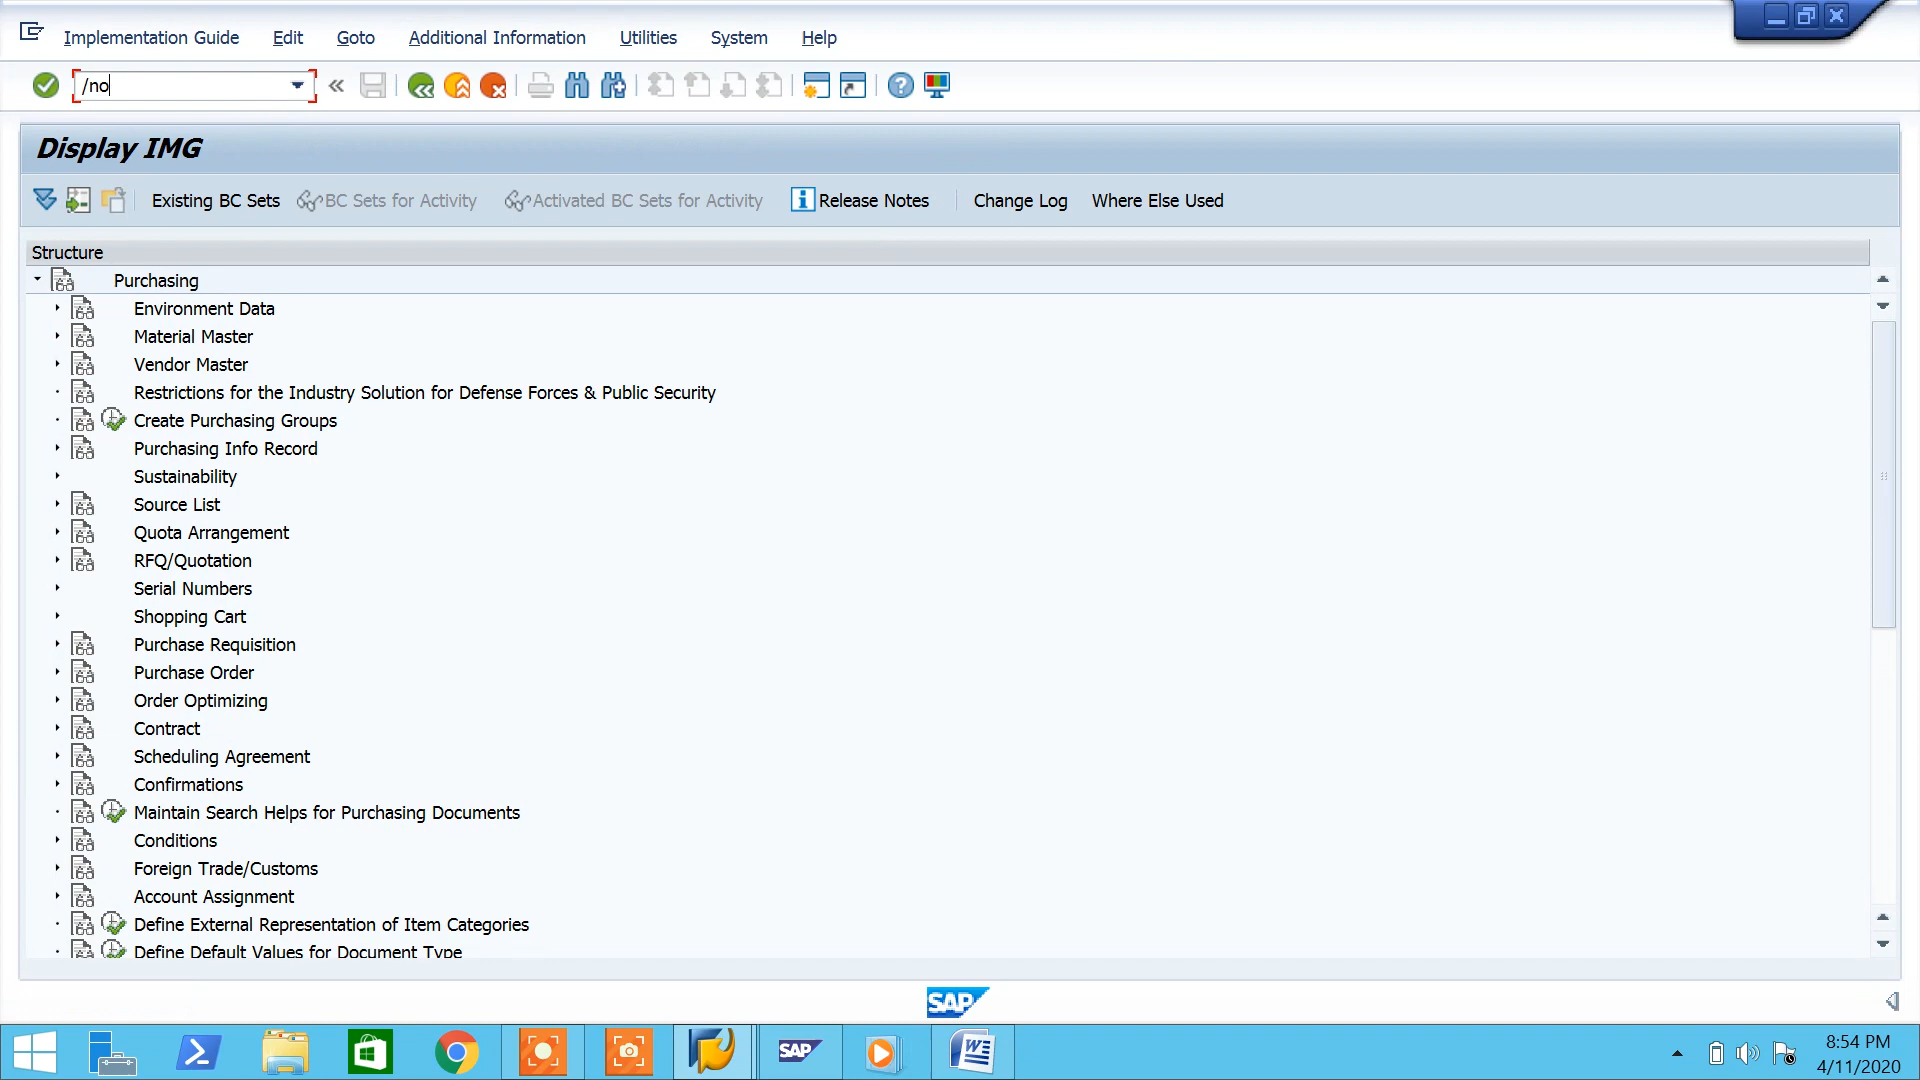 Implementation Guide Edit Goto Additional Information Utilities System Help
/no
Display IMG
Existing BC Sets BC Sets for Activity Activated BC Sets for Activity Release Notes Change Log Where Else Used
Structure
Purchasing
Environment Data
Material Master
Vendor Master
Restrictions for the Industry Solution for Defense Forces & Public Security
Create Purchasing Groups
Purchasing Info Record
Sustainability
Source List
Quota Arrangement
RFQ/Quotation
Serial Numbers
Shopping Cart
Purchase Requisition
Purchase Order
Order Optimizing
Contract
Scheduling Agreement
Confirmations
Maintain Search Helps for Purchasing Documents
Conditions
Foreign Trade/Customs
Account Assignment
Define External Representation of Item Categories
Define Default Values for Document Type
SAP
SAP
8:54 PM
4/11/2020